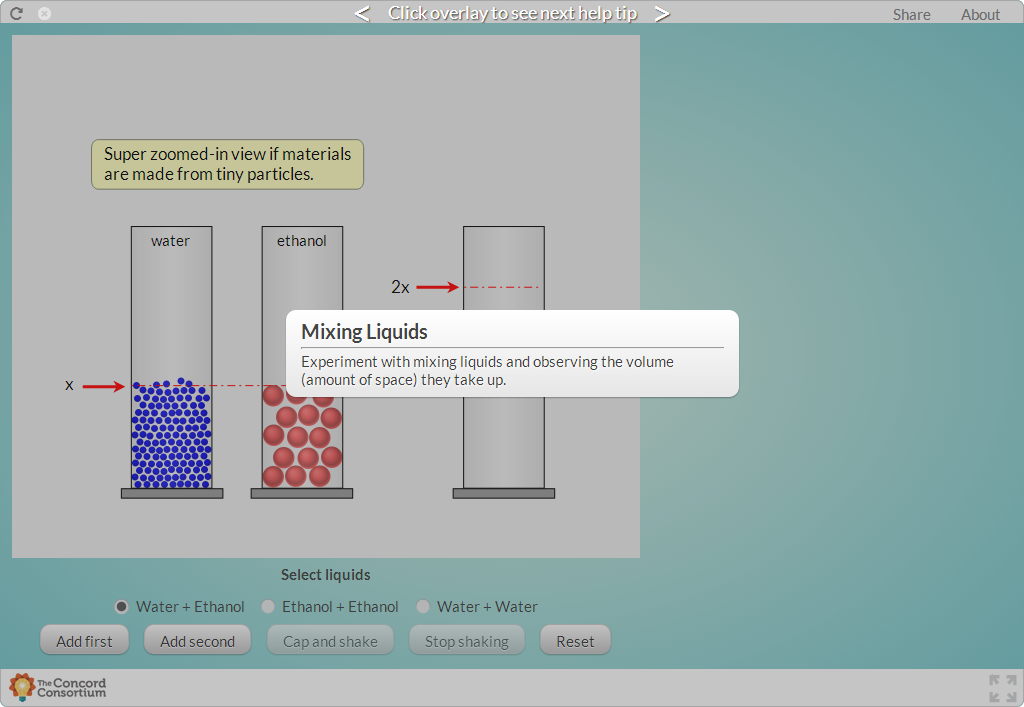 < Click overlay to see next help tip >
Share About
Super zoomed-in view if materials
are made from tiny particles.
water
ethanol
2x
x
Mixing Liquids
Experiment with mixing liquids and observing the volume
(amount of space) they take up.
Select liquids
Water + Ethanol Ethanol + Ethanol Water + Water
Add first Add second Cap and shake Stop shaking Reset
The Concord
Consortium